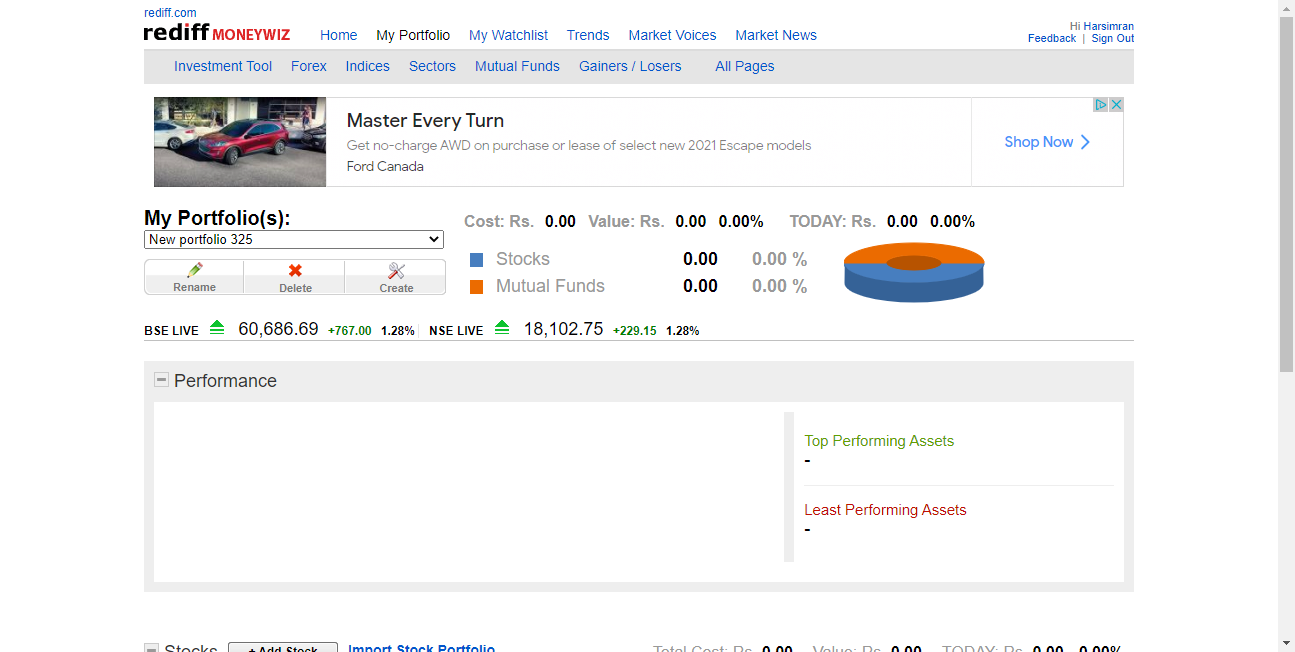 rediff.com
rediff MONEYWIZ Home My Portfolio My Watchlist Trends Market Voices Market News
Hi Harsimran
Feedback | Sign Out
Investment Tool Forex Indices Sectors Mutual Funds Gainers / Losers All Pages
Master Every Turn
Get no-charge AWD on purchase or lease of select new 2021 Escape models
Ford Canada
Shop Now
My Portfolio(s):
New portfolio 325
Rename Delete Create
Cost: Rs. 0.00 Value: Rs. 0.00 0.00% TODAY: Rs. 0.00 0.00%
Stocks 0.00 0.00 %
Mutual Funds 0.00 0.00 %
BSE LIVE 60,686.69 +767.00 1.28% NSE LIVE 18,102.75 +229.15 1.28%
Performance
Top Performing Assets
-
Least Performing Assets
-
Stocks + Add Stock Import Stock Portfolio Total Cost: Rs. 0.00 Value: Rs. 0.00 TODAY: Rs. 0.00 0.00%